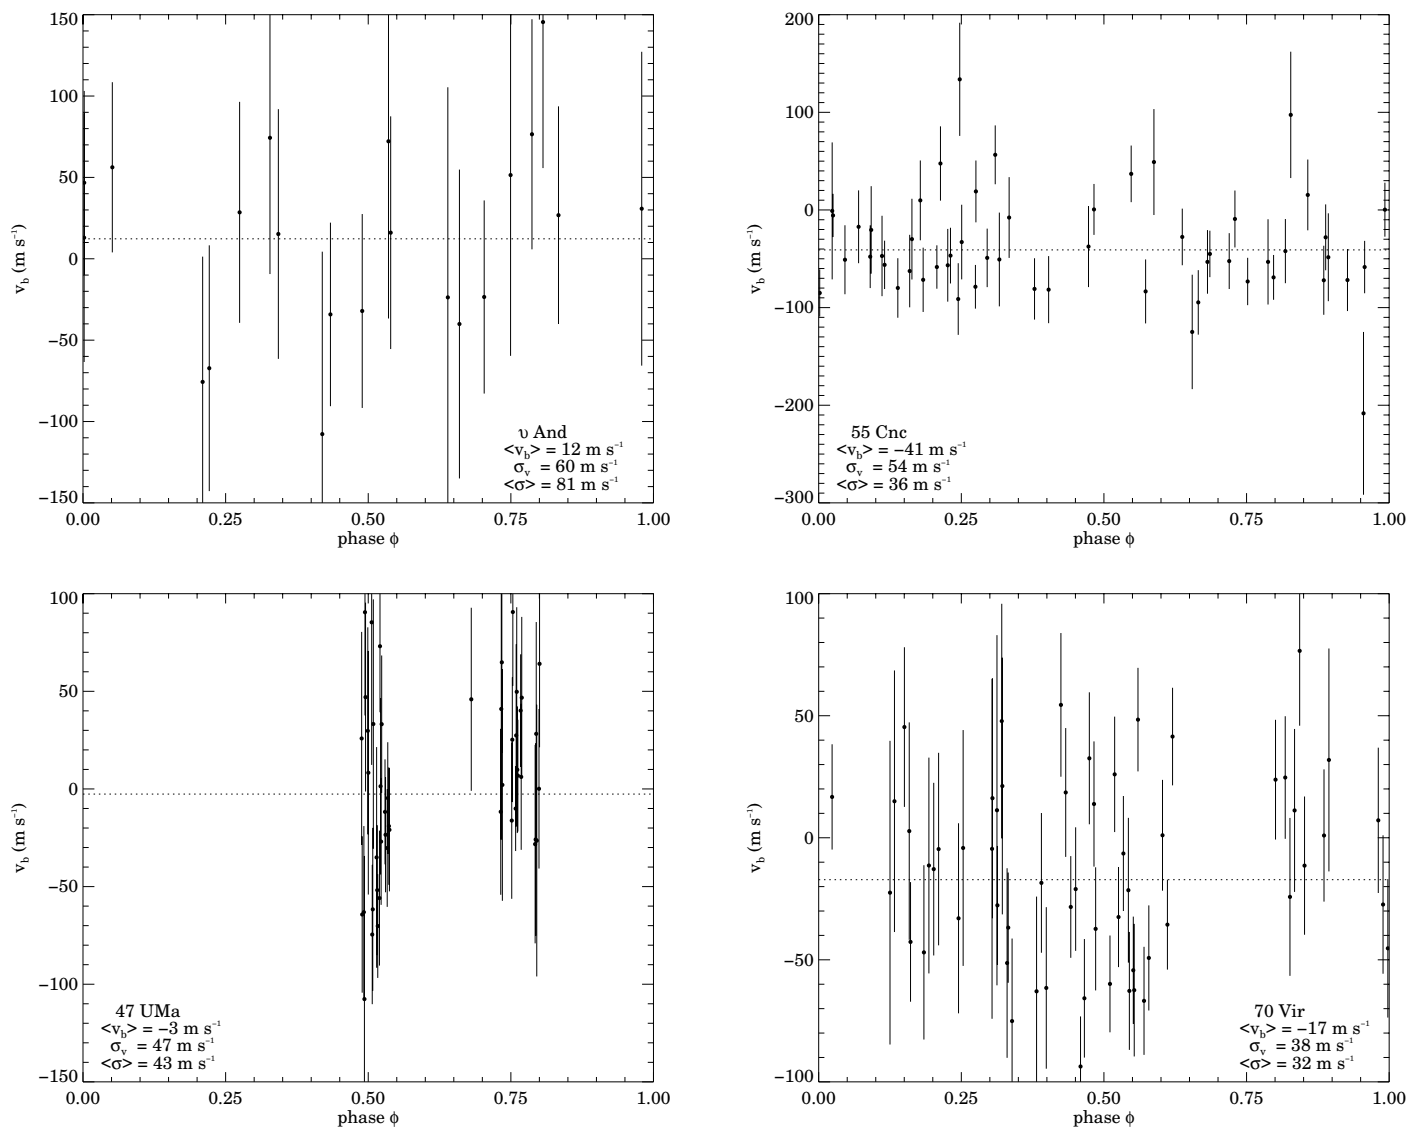 150
100
50
0
−50
−100
−150
v_b (m s⁻¹)
υ And
<v_b> = 12 m s⁻¹
σ_v = 60 m s⁻¹
<σ> = 81 m s⁻¹
0.00 0.25 0.50 0.75 1.00
phase ϕ
200
100
0
−100
−200
−300
v_b (m s⁻¹)
55 Cnc
<v_b> = −41 m s⁻¹
σ_v = 54 m s⁻¹
<σ> = 36 m s⁻¹
0.00 0.25 0.50 0.75 1.00
phase ϕ
100
50
0
−50
−100
−150
v_b (m s⁻¹)
47 UMa
<v_b> = −3 m s⁻¹
σ_v = 47 m s⁻¹
<σ> = 43 m s⁻¹
0.00 0.25 0.50 0.75 1.00
phase ϕ
100
50
0
−50
−100
v_b (m s⁻¹)
70 Vir
<v_b> = −17 m s⁻¹
σ_v = 38 m s⁻¹
<σ> = 32 m s⁻¹
0.00 0.25 0.50 0.75 1.00
phase ϕ